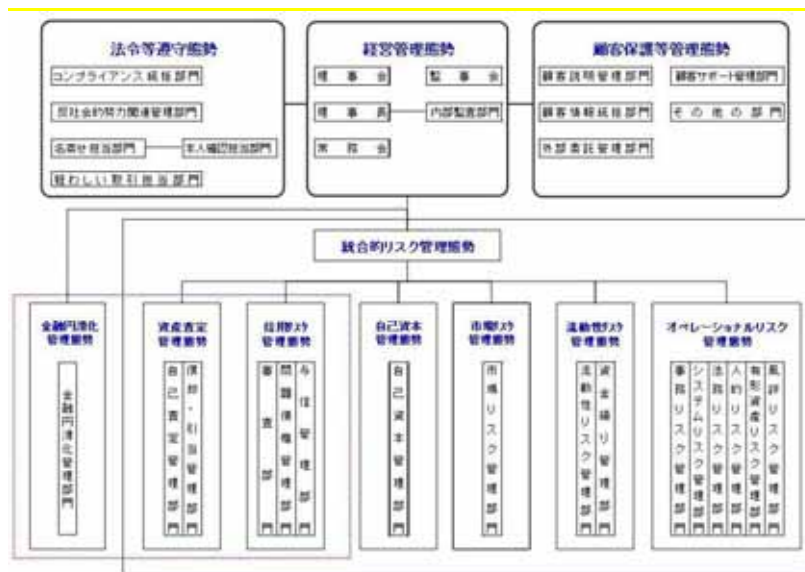 法令等遵守態勢
コンプライアンス統括部門
反社会的勢力関連管理部門
名寄せ担当部門
本人確認担当部門
疑わしい取引担当部門
経営管理態勢
理事会
監事会
理事長
内部監査部門
常務会
顧客保護等管理態勢
顧客説明管理部門
顧客サポート管理部門
顧客情報統括部門
その他の部門
外部委託管理部門
統合的リスク管理態勢
金融円滑化
管理態勢
金融円滑化管理部門
資産査定
管理態勢
自己査定管理部門
償却・引当管理部門
信用リスク
管理態勢
審査部門
問題債権管理部門
与信管理部門
自己資本
管理態勢
自己資本管理部門
市場リスク
管理態勢
市場リスク管理部門
流動性リスク
管理態勢
流動性リスク管理部門
資金繰り管理部門
オペレーショナルリスク
管理態勢
事務リスク管理部門
システムリスク管理部門
法務リスク管理部門
人的リスク管理部門
有形資産リスク管理部門
風評リスク管理部門